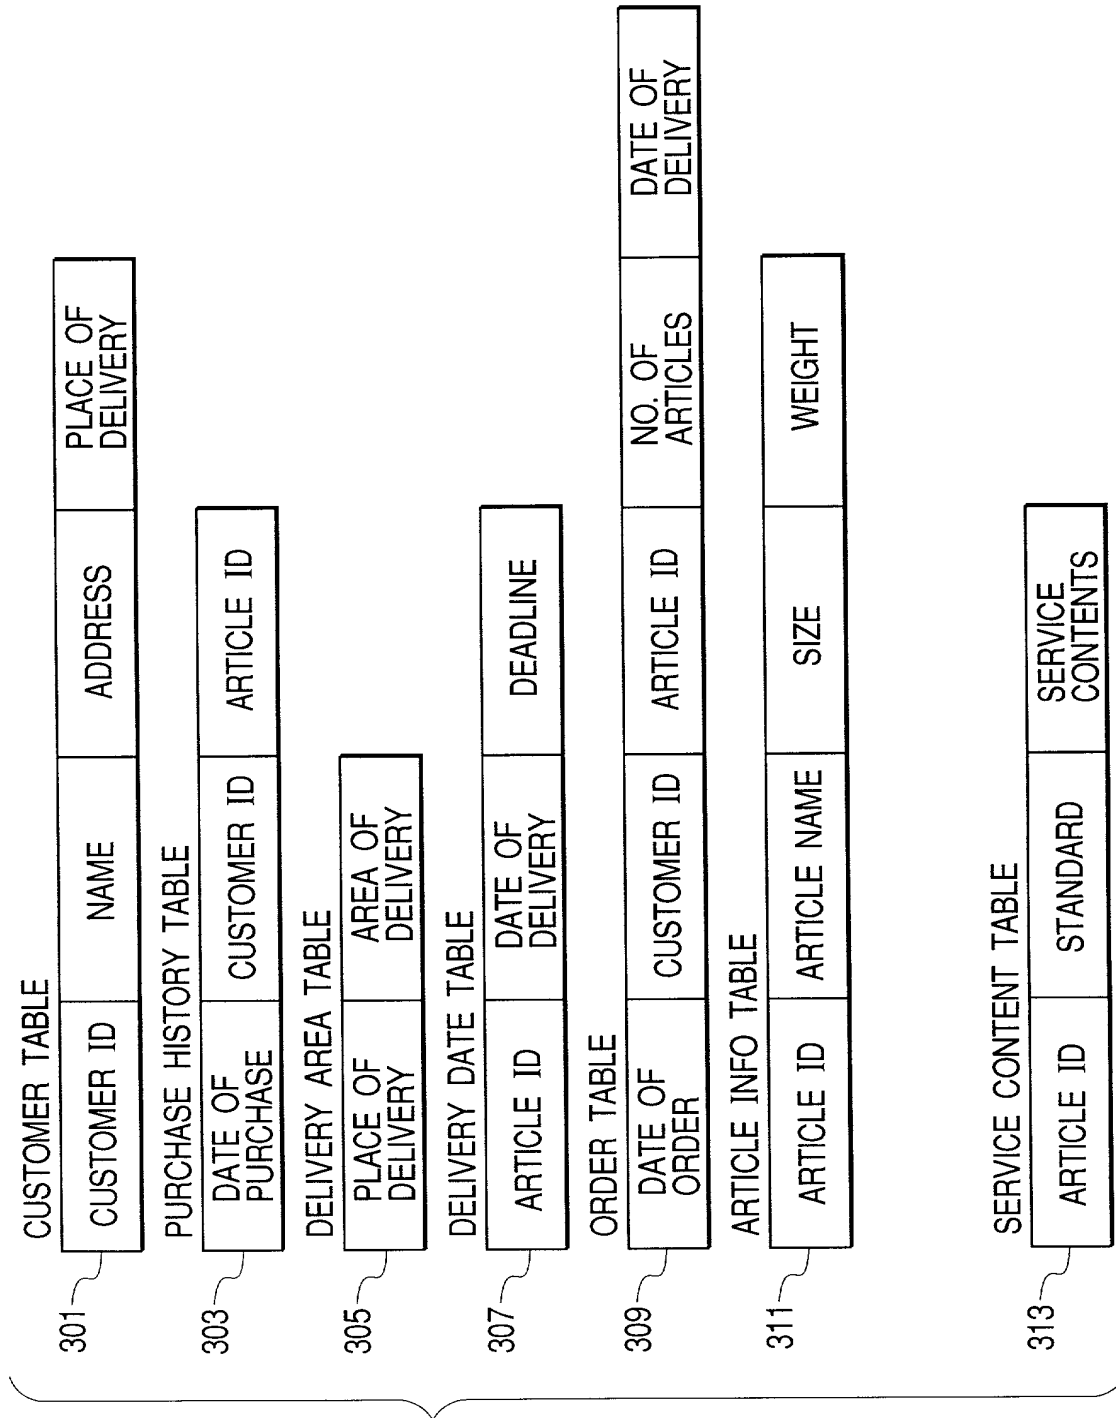 CUSTOMER TABLE
301
CUSTOMER ID
NAME
ADDRESS
PLACE OF
DELIVERY
PURCHASE HISTORY TABLE
303
DATE OF
PURCHASE
CUSTOMER ID
ARTICLE ID
DELIVERY AREA TABLE
305
PLACE OF
DELIVERY
AREA OF
DELIVERY
DELIVERY DATE TABLE
307
ARTICLE ID
DATE OF
DELIVERY
DEADLINE
ORDER TABLE
309
DATE OF
ORDER
CUSTOMER ID
ARTICLE ID
NO. OF
ARTICLES
DATE OF
DELIVERY
ARTICLE INFO TABLE
311
ARTICLE ID
ARTICLE NAME
SIZE
WEIGHT
SERVICE CONTENT TABLE
313
ARTICLE ID
STANDARD
SERVICE
CONTENTS